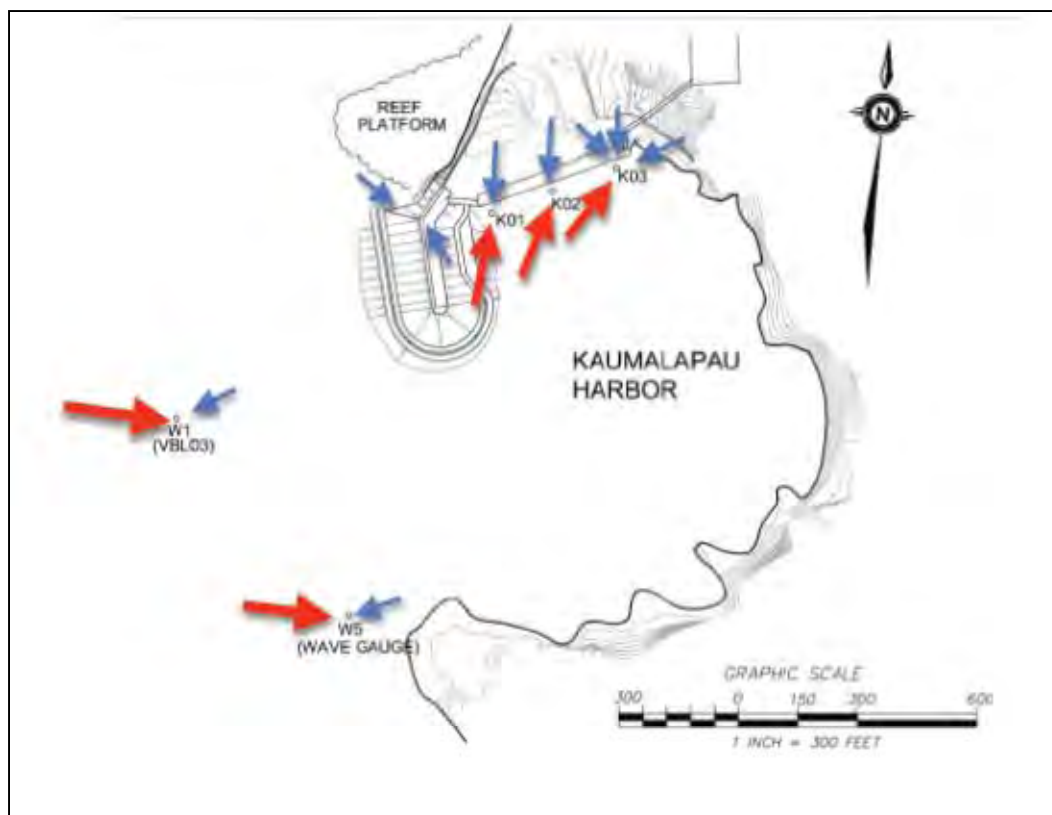 REEF
PLATFORM
N
K03
K02
K01
KAUMALAPAU
HARBOR
W1
(VBL03)
W5
(WAVE GAUGE)
GRAPHIC SCALE
300 0 150 300 600
1 INCH = 300 FEET